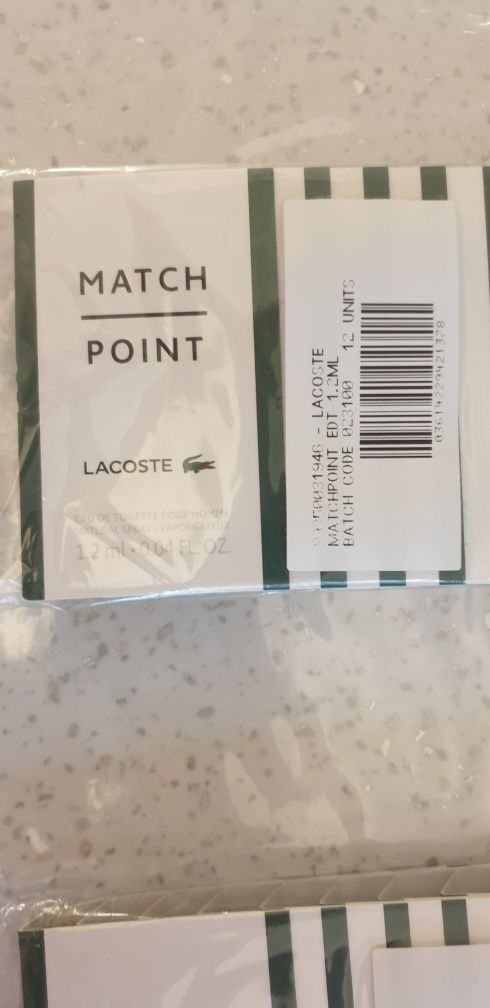 MATCH
POINT
LACOSTE
EAU DE TOILETTE POUR HOMME
NATURAL SPRAY • VAPORISATEUR
1.2 ml • 0.04 FL. OZ.
- LACOSTE
MATCHPOINT EDT 1.2ML
BATCH CODE 023100 12 UNITS